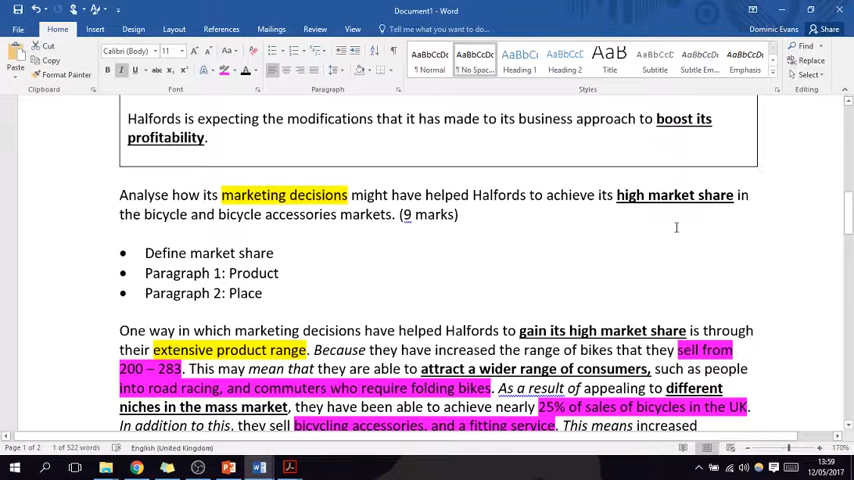 Document1 - Word
Dominic Evans
Share
File Home Insert Design Layout References Mailings Review View Tell me what you want to do...
Cut
Copy
Format Painter
Paste
Calibri (Body) 11
Find
Replace
Select
AaBbCcDc AaBbCcDc AaBbCc AaBbCcC AaB AaBbCcD AaBbCcDc AaBbCcDc
¶ Normal ¶ No Spac... Heading 1 Heading 2 Title Subtitle Subtle Em... Emphasis
Clipboard Font Paragraph Styles Editing
Halfords is expecting the modifications that it has made to its business approach to boost its
profitability.
Analyse how its marketing decisions might have helped Halfords to achieve its high market share in
the bicycle and bicycle accessories markets. (9 marks)
• Define market share
• Paragraph 1: Product
• Paragraph 2: Place
One way in which marketing decisions have helped Halfords to gain its high market share is through
their extensive product range. Because they have increased the range of bikes that they sell from
200 – 283. This may mean that they are able to attract a wider range of consumers, such as people
into road racing, and commuters who require folding bikes. As a result of appealing to different
niches in the mass market, they have been able to achieve nearly 25% of sales of bicycles in the UK.
In addition to this, they sell bicycling accessories, and a fitting service. This means increased
Page 1 of 2 1 of 522 words English (United Kingdom) 170%
13:59
12/05/2017